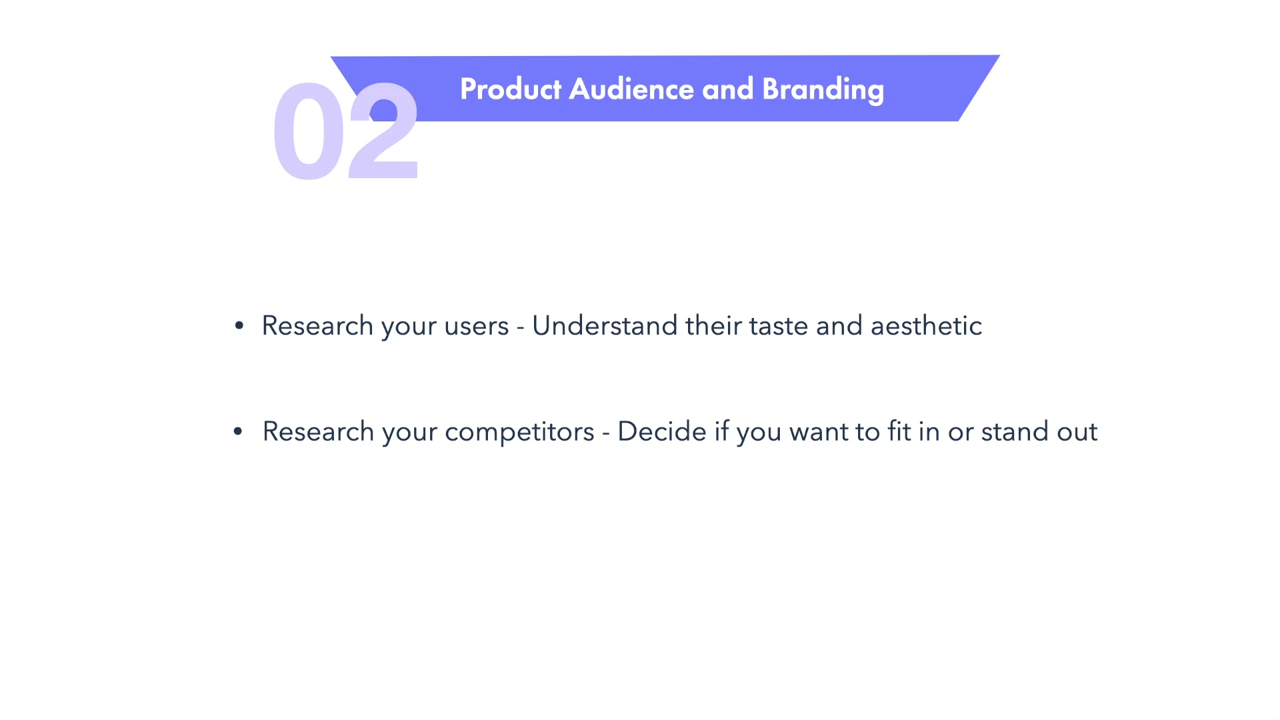 02
Product Audience and Branding
• Research your users - Understand their taste and aesthetic
• Research your competitors - Decide if you want to fit in or stand out